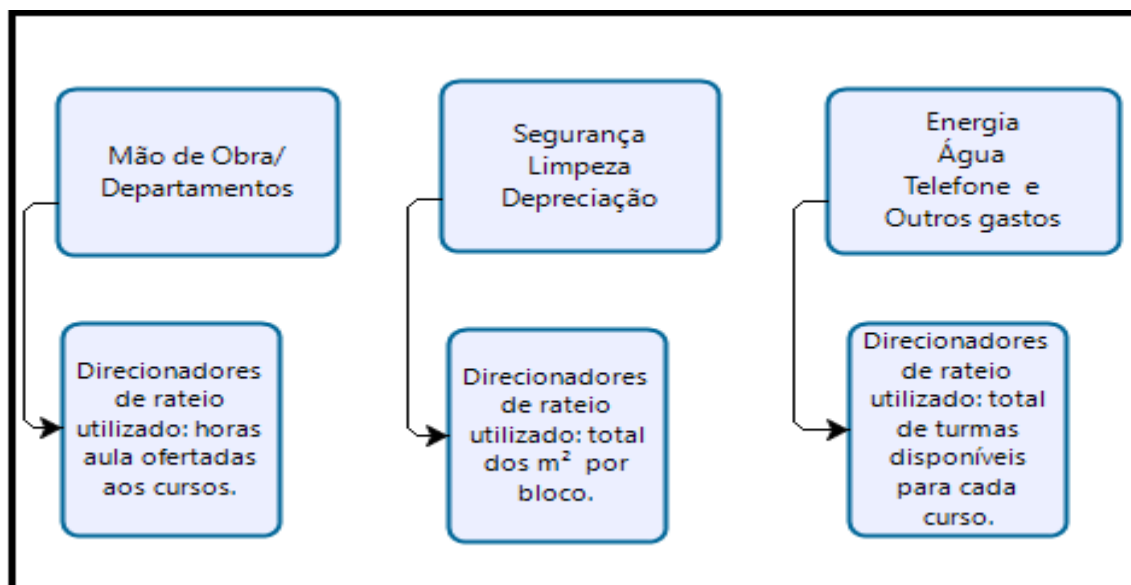 Mão de Obra/
Departamentos
Segurança
Limpeza
Depreciação
Energia
Água
Telefone e
Outros gastos
Direcionadores
de rateio
utilizado: horas
aula ofertadas
aos cursos.
Direcionadores
de rateio
utilizado: total
dos m² por
bloco.
Direcionadores
de rateio
utilizado: total
de turmas
disponíveis
para cada
curso.